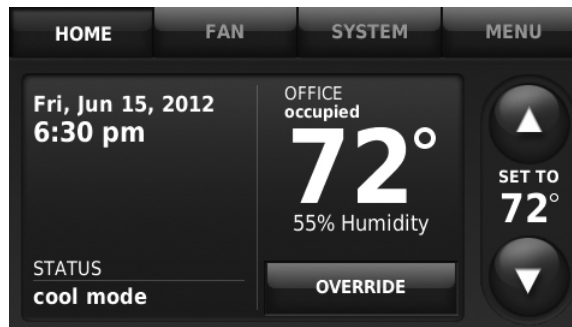 HOME FAN SYSTEM MENU
Fri, Jun 15, 2012
6:30 pm
STATUS
cool mode
OFFICE
occupied
72°
55% Humidity
OVERRIDE
SET TO
72°